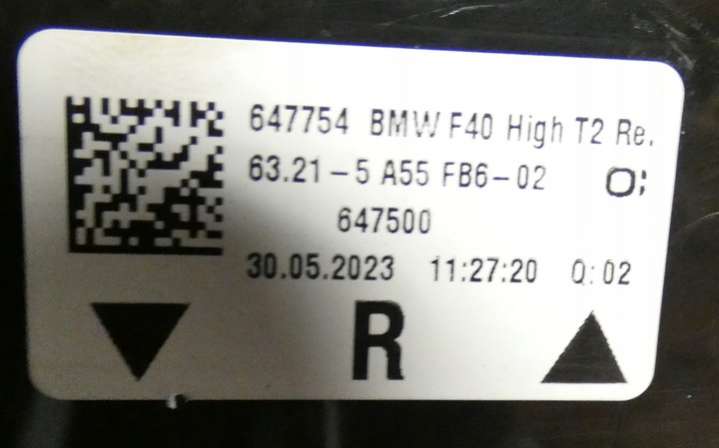 647754 BMW F40 High T2 Re.
63.21-5 A55 FB6-02
647500
30.05.2023 11:27:20 Q:02
R